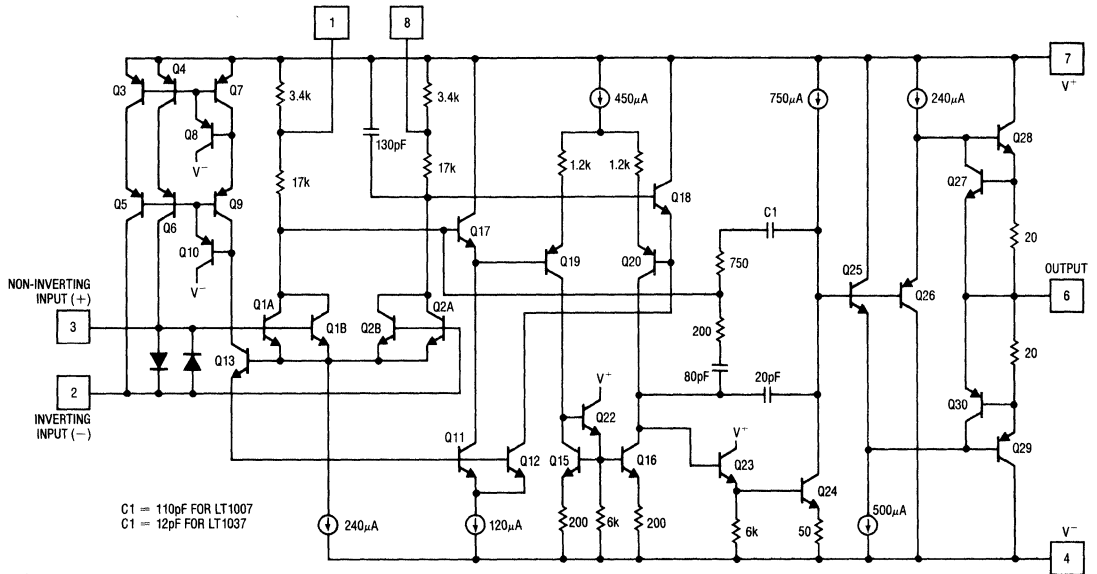 1
8
7
V+
Q3
Q4
Q7
Q8
V−
3.4k
130pF
3.4k
450μA
750μA
240μA
Q28
17k
17k
1.2k
1.2k
Q27
Q5
Q6
Q9
Q10
V−
Q17
Q18
C1
20
NON-INVERTING
INPUT (+)
3
Q1A
Q1B
Q2B
Q2A
Q19
Q20
750
Q25
Q26
OUTPUT
6
Q13
200
20
2
INVERTING
INPUT (−)
80pF
20pF
Q30
V+
Q22
Q11
Q12
Q15
Q16
V+
Q23
Q24
Q29
C1 = 110pF FOR LT1007
C1 = 12pF FOR LT1037
240μA
120μA
200
6k
200
6k
50
500μA
V−
4